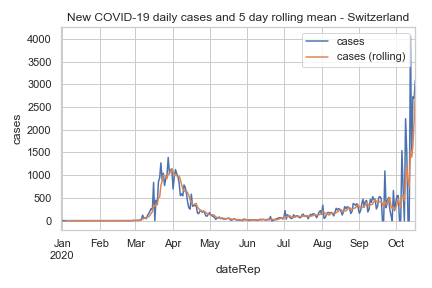 New COVID-19 daily cases and 5 day rolling mean - Switzerland
cases
cases (rolling)
4000
3500
3000
2500
2000
1500
1000
500
0
cases
Jan Feb Mar Apr May Jun Jul Aug Sep Oct
2020
dateRep